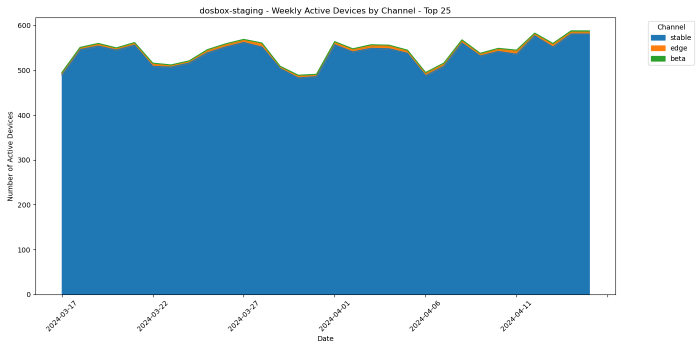 dosbox-staging - Weekly Active Devices by Channel - Top 25
Channel
stable
edge
beta
Number of Active Devices
600
500
400
300
200
100
0
2024-03-17
2024-03-22
2024-03-27
2024-04-01
2024-04-06
2024-04-11
Date